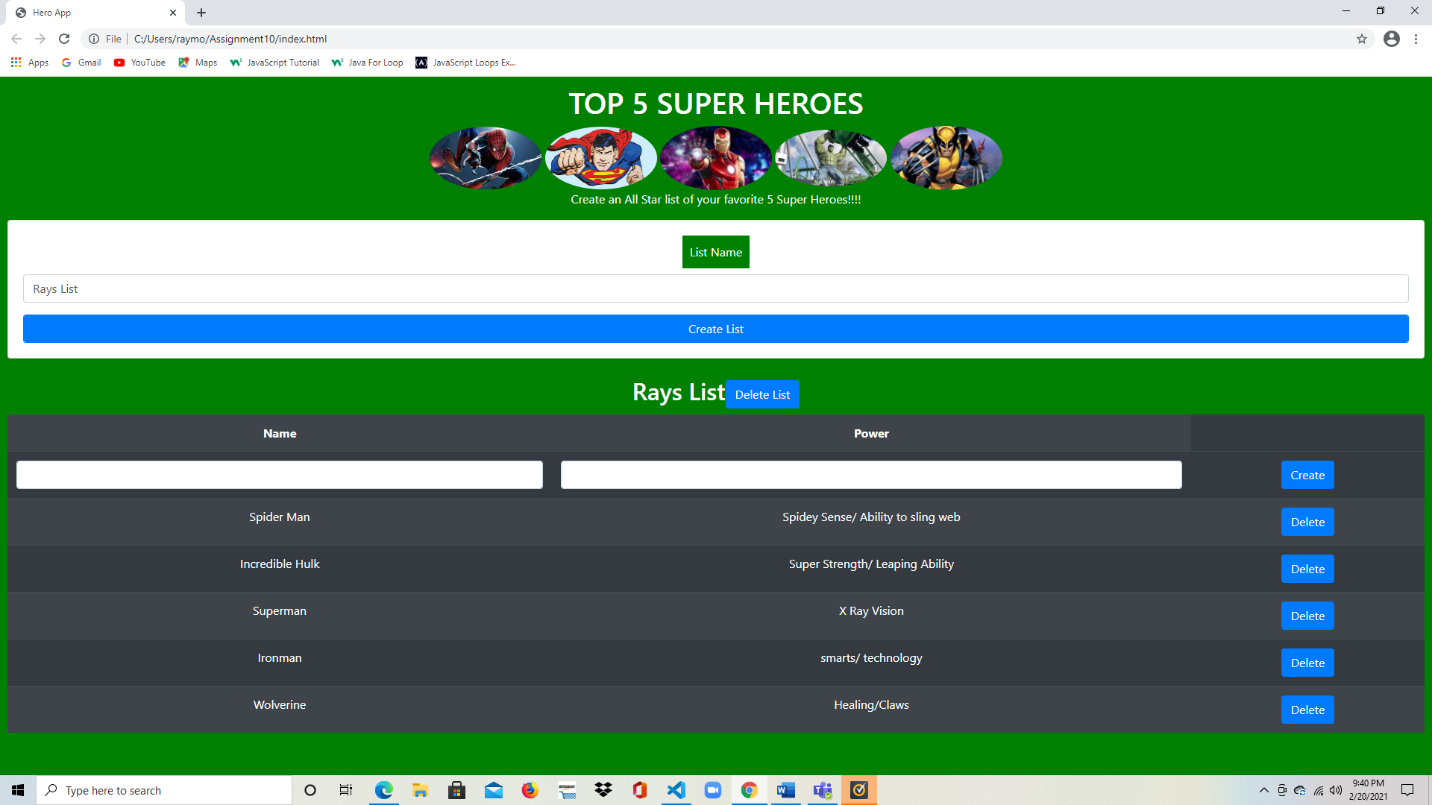 Hero App
File C:/Users/raymo/Assignment10/index.html
Apps Gmail YouTube Maps JavaScript Tutorial Java For Loop JavaScript Loops Ex...
TOP 5 SUPER HEROES
Create an All Star list of your favorite 5 Super Heroes!!!!
List Name
Rays List
Create List
Rays List Delete List
Name Power
Create
Spider Man Spidey Sense/ Ability to sling web Delete
Incredible Hulk Super Strength/ Leaping Ability Delete
Superman X Ray Vision Delete
Ironman smarts/ technology Delete
Wolverine Healing/Claws Delete
Type here to search
9:40 PM
2/20/2021